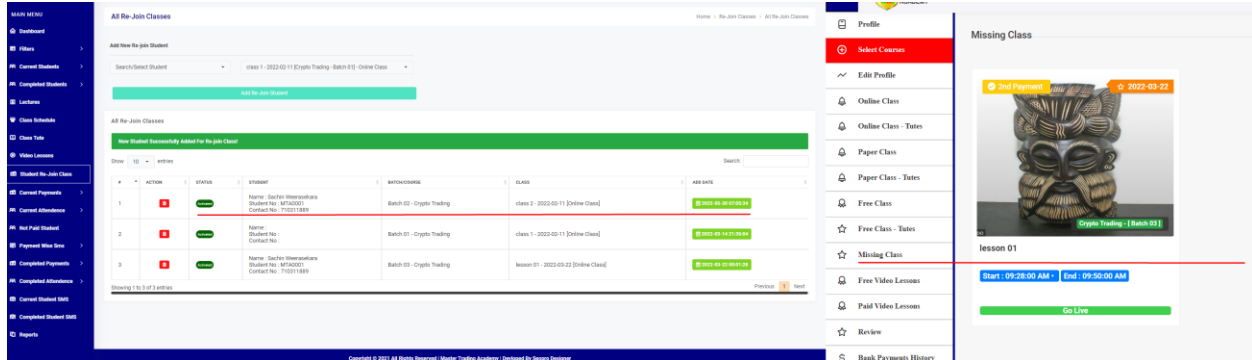 MAIN MENU
Dashboard
Filters
Current Students
Completed Students
Lectures
Class Schedule
Class Tute
Video Lessons
Student Re-Join Class
Current Payments
Current Attendence
Not Paid Student
Payment Wise Sms
Completed Payments
Completed Attendence
Current Student SMS
Completed Student SMS
Reports
All Re-Join Classes
Home Re-Join Classes All Re-Join Classes
Add New Re-join Student
Search/Select Student
class 1 - 2022-02-11 [Crypto Trading - Batch 01] - Online Class
Add Re-Join Student
All Re-Join Classes
New Student Successfully Added For Re-join Class!
Show 10 entries
Search:
# ACTION STATUS STUDENT BATCH/COURSE CLASS ADD DATE
1 Activated Name : Sachin Weerasekara
Student No : MTA0001
Contact No : 710311889
Batch 02 - Crypto Trading class 2 - 2022-02-11 [Online Class]
2 Activated Name :
Student No :
Contact No :
Batch 01 - Crypto Trading class 1 - 2022-02-11 [Online Class]
3 Activated Name : Sachin Weerasekara
Student No : MTA0001
Contact No : 710311889
Batch 03 - Crypto Trading lesson 01 - 2022-03-22 [Online Class]
Showing 1 to 3 of 3 entries
Previous 1 Next
Copyright © 2021 All Rights Reserved | Master Trading Academy |
ACADEMY
Profile
Select Courses
Edit Profile
Online Class
Online Class - Tutes
Paper Class
Paper Class - Tutes
Free Class
Free Class - Tutes
Missing Class
Free Video Lessons
Paid Video Lessons
Review
Bank Payments History
Missing Class
2nd Payment
2022-03-22
Crypto Trading - [ Batch 03 ]
lesson 01
Start : 09:28:00 AM - End : 09:50:00 AM
Go Live